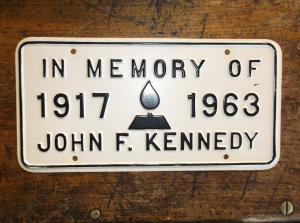 IN MEMORY OF
1917 1963
JOHN F. KENNEDY